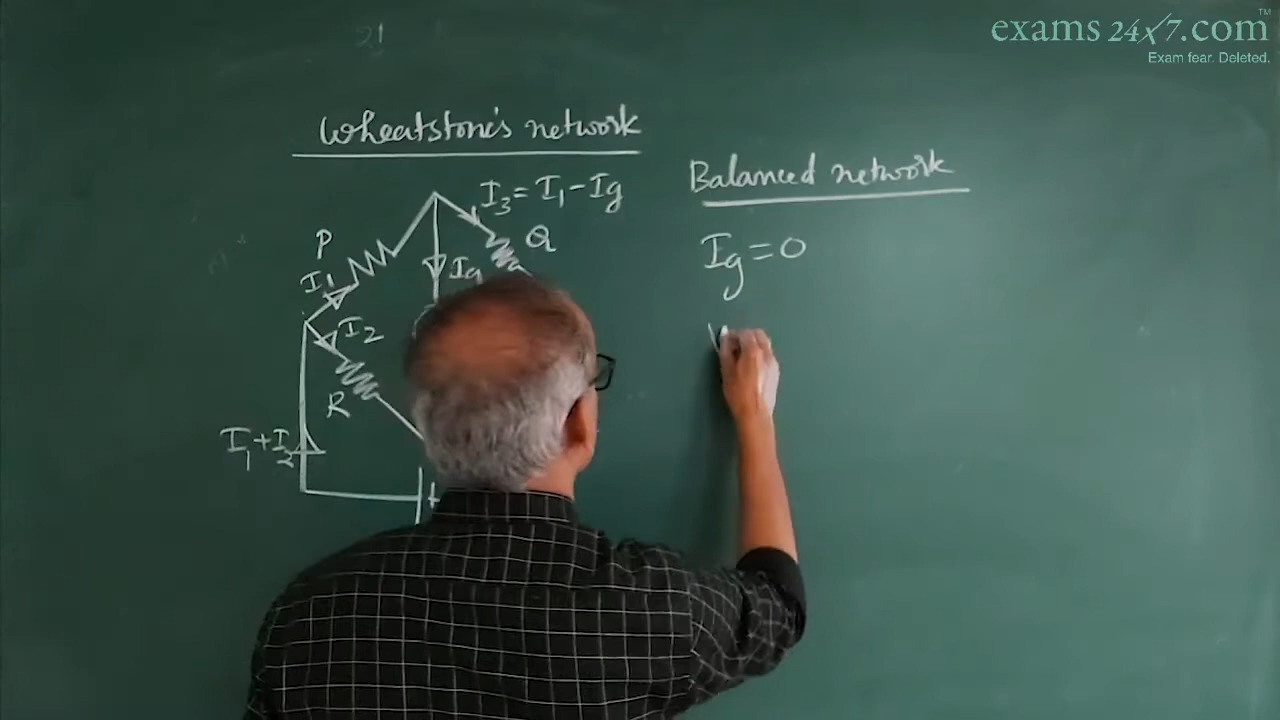 exams 24x7.com™
Exam fear. Deleted.
Wheatstone's network
Balanced network
I3 = I1 - Ig
P
Q
I1
Ig
Ig = 0
I2
R
I1 + I2
+